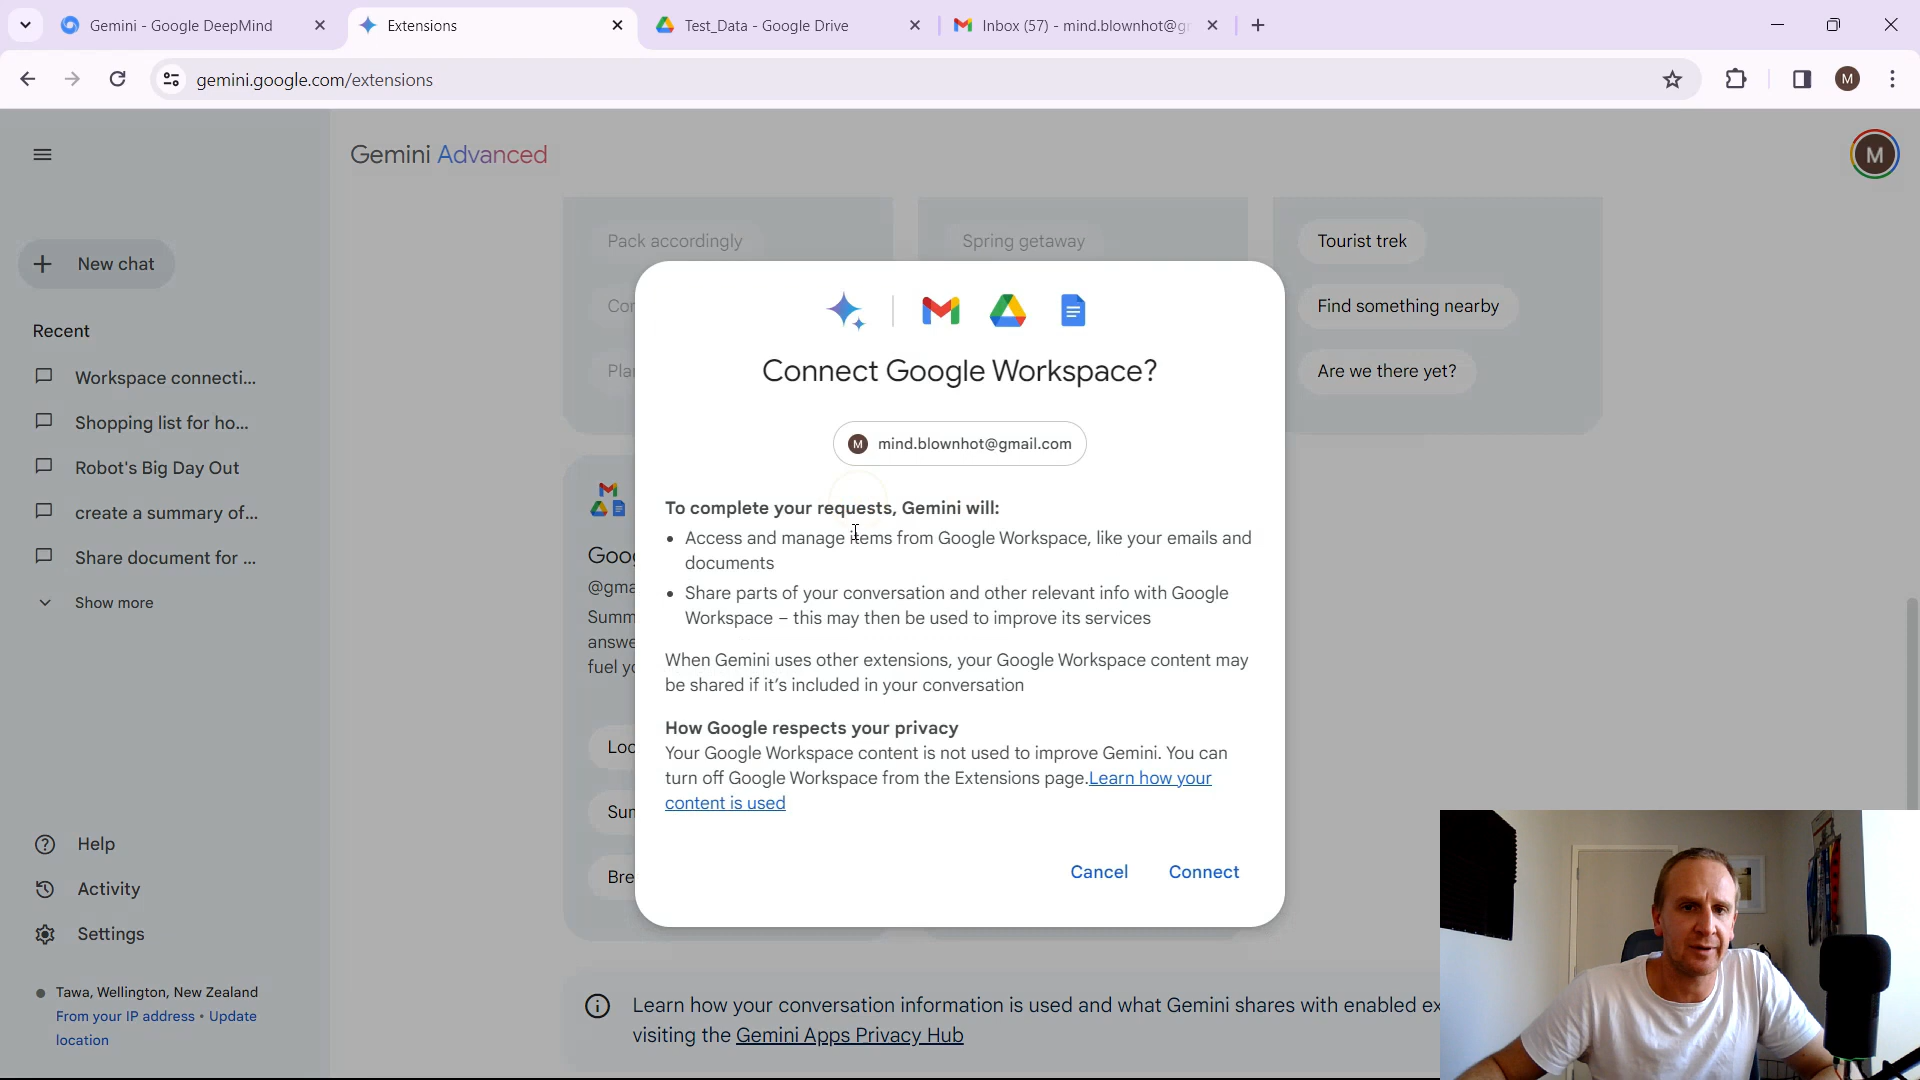 Gemini - Google DeepMind
Extensions
Test_Data - Google Drive
Inbox (57) - mind.blownhot@gr
gemini.google.com/extensions
M
Gemini Advanced
M
New chat
Recent
Workspace connecti...
Shopping list for ho...
Robot's Big Day Out
create a summary of...
Share document for ...
Show more
Help
Activity
Settings
Tawa, Wellington, New Zealand
From your IP address • Update
location
Pack accordingly
Spring getaway
Tourist trek
Find something nearby
Are we there yet?
Connect Google Workspace?
M mind.blownhot@gmail.com
To complete your requests, Gemini will:
• Access and manage items from Google Workspace, like your emails and
documents
• Share parts of your conversation and other relevant info with Google
Workspace – this may then be used to improve its services
When Gemini uses other extensions, your Google Workspace content may
be shared if it's included in your conversation
How Google respects your privacy
Your Google Workspace content is not used to improve Gemini. You can
turn off Google Workspace from the Extensions page.Learn how your
content is used
Cancel
Connect
Learn how your conversation information is used and what Gemini shares with enabled ex
visiting the Gemini Apps Privacy Hub